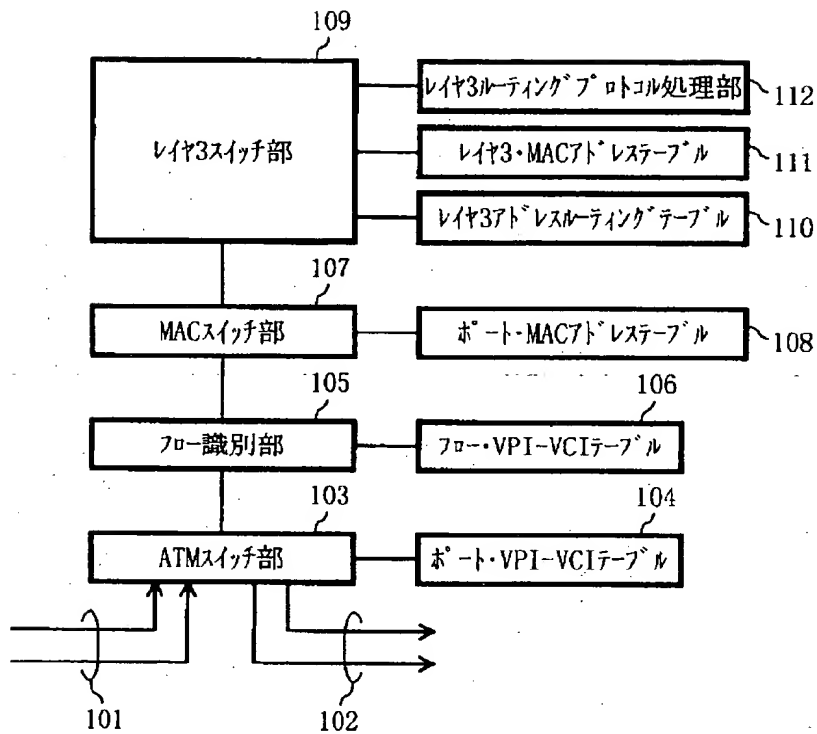 109
レイヤ3スイッチ部
レイヤ3ルーティングプロトコル処理部
112
レイヤ3・MACアドレステーブル
111
レイヤ3アドレスルーティングテーブル
110
107
MACスイッチ部
ポート・MACアドレステーブル
108
105
フロー識別部
106
フロー・VPI-VCIテーブル
103
ATMスイッチ部
104
ポート・VPI-VCIテーブル
101
102